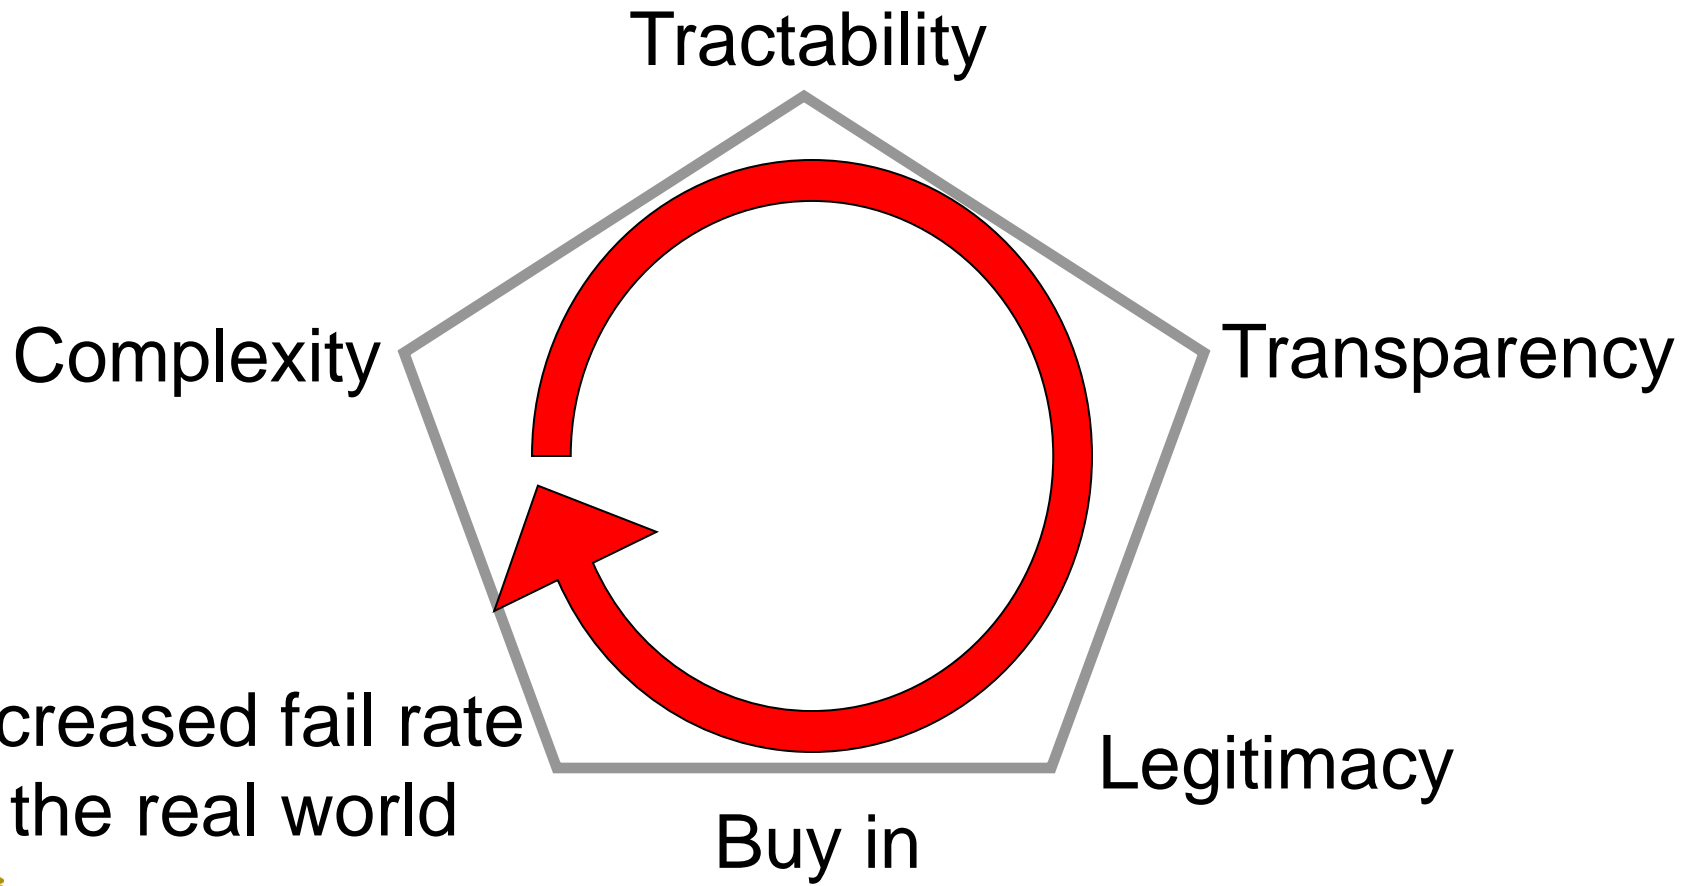 Tractability
Complexity
Transparency
creased fail rate
the real world
Legitimacy
Buy in